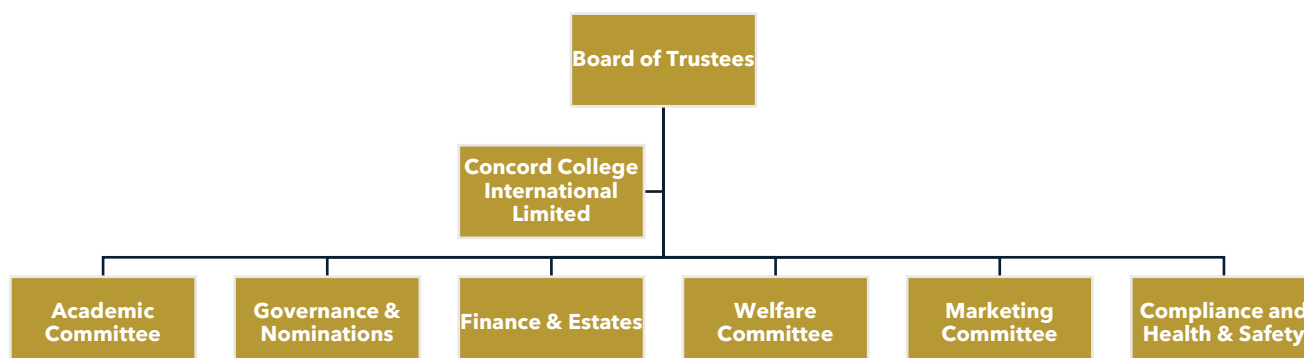 Board of Trustees
Concord College
International
Limited
Academic
Committee
Governance &
Nominations
Finance & Estates
Welfare
Committee
Marketing
Committee
Compliance and
Health & Safety